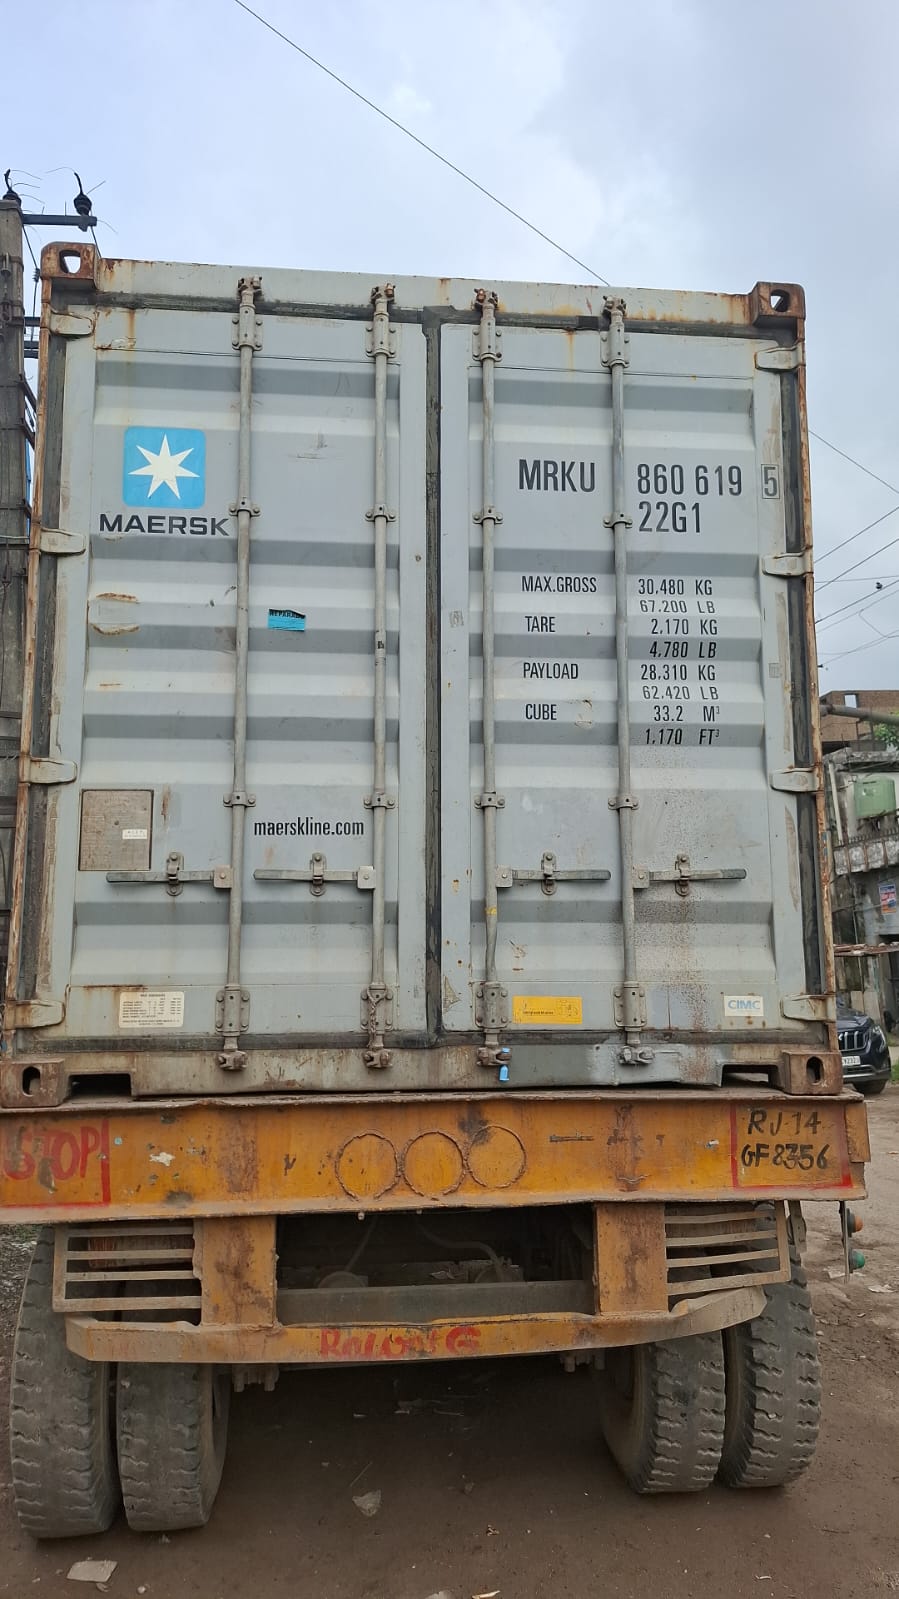 MAERSK
MRKU 860 619 5
22G1
MAX.GROSS 30.480 KG
67.200 LB
TARE 2,170 KG
4,780 LB
PAYLOAD 28,310 KG
62,420 LB
CUBE 33.2 M³
1,170 FT³
maerskline.com
CIMC
STOP
RJ-14
GF8356